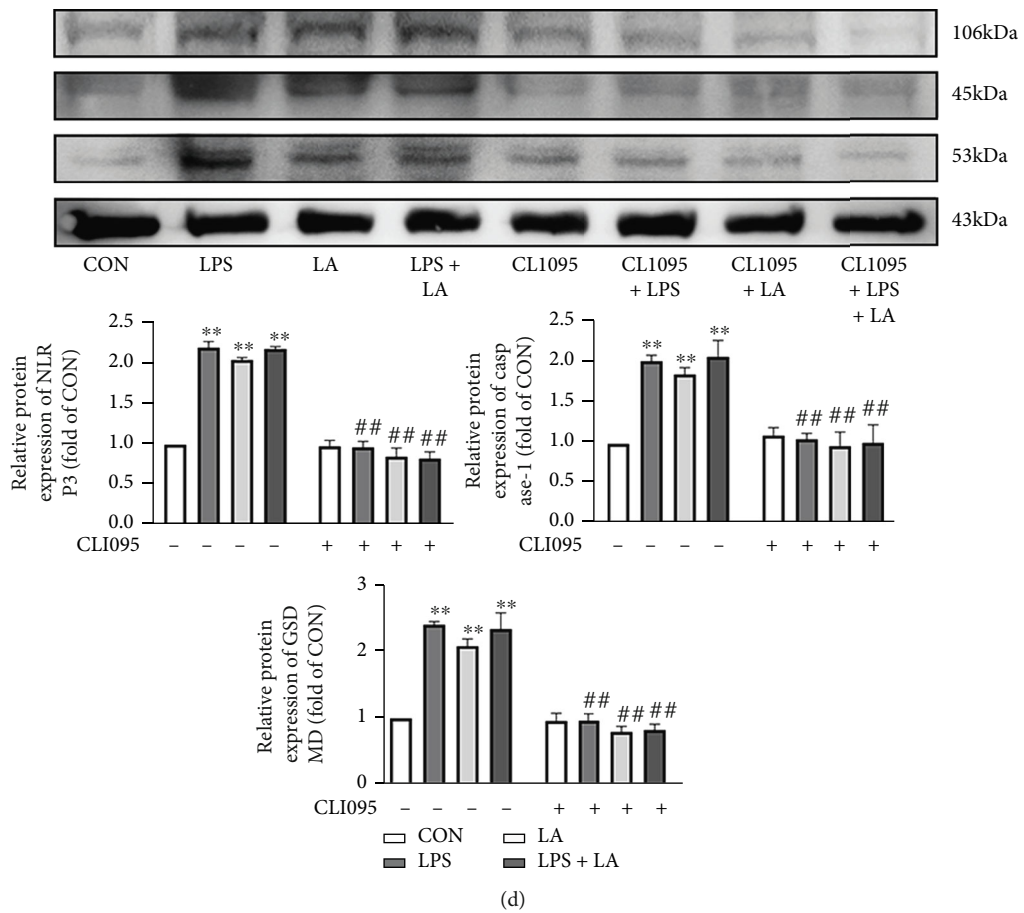 106kDa
45kDa
53kDa
43kDa
CON LPS LA LPS + LA CL1095 CL1095 + LPS CL1095 + LA CL1095 + LPS + LA
Relative protein
expression of NLR
P3 (fold of CON)
2.5
2.0
1.5
1.0
0.5
0.0
** ** **
## ## ##
CLI095 – – – – + + + +
Relative protein
expression of casp
ase-1 (fold of CON)
2.5
2.0
1.5
1.0
0.5
0.0
** ** **
## ## ##
CLI095 – – – – + + + +
Relative protein
expression of GSD
MD (fold of CON)
3
2
1
0
** ** **
## ## ##
CLI095 – – – – + + + +
CON LA
LPS LPS + LA
(d)